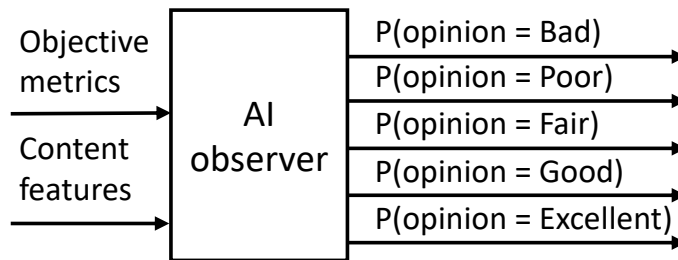 Objective
metrics
Content
features
AI
observer
P(opinion = Bad)
P(opinion = Poor)
P(opinion = Fair)
P(opinion = Good)
P(opinion = Excellent)